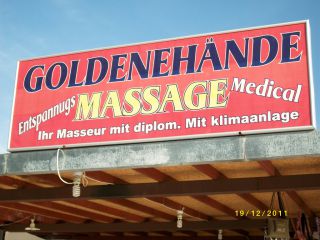 GOLDENEHÄNDE
Entspannugs MASSAGE Medical
Ihr Masseur mit diplom. Mit klimaanlage
19/12/2011